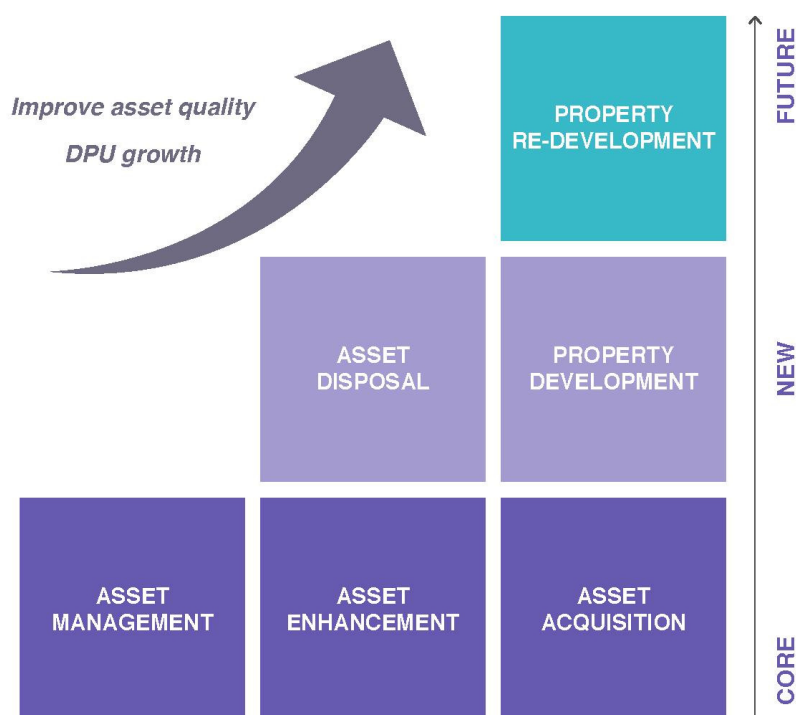 Improve asset quality
DPU growth
PROPERTY
RE-DEVELOPMENT
FUTURE
ASSET
DISPOSAL
PROPERTY
DEVELOPMENT
NEW
ASSET
MANAGEMENT
ASSET
ENHANCEMENT
ASSET
ACQUISITION
CORE